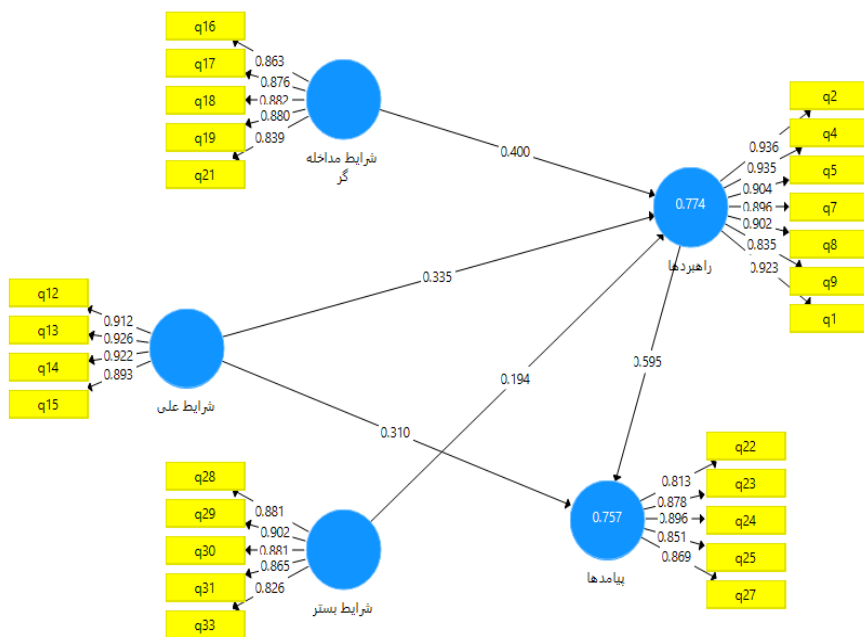 q16
q17
q18
q19
q21
0.863
0.876
0.882
0.880
0.839
شرایط مداخله
گر
0.400
q2
q4
q5
q7
q8
q9
q1
0.936
0.935
0.904
0.896
0.902
0.835
0.923
0.774
راهبردها
0.335
q12
q13
q14
q15
0.912
0.926
0.922
0.893
شرایط علی
0.194
0.595
0.310
q28
q29
q30
q31
q33
0.881
0.902
0.881
0.865
0.826
شرایط بستر
q22
q23
q24
q25
q27
0.813
0.878
0.896
0.851
0.869
0.757
پیامدها